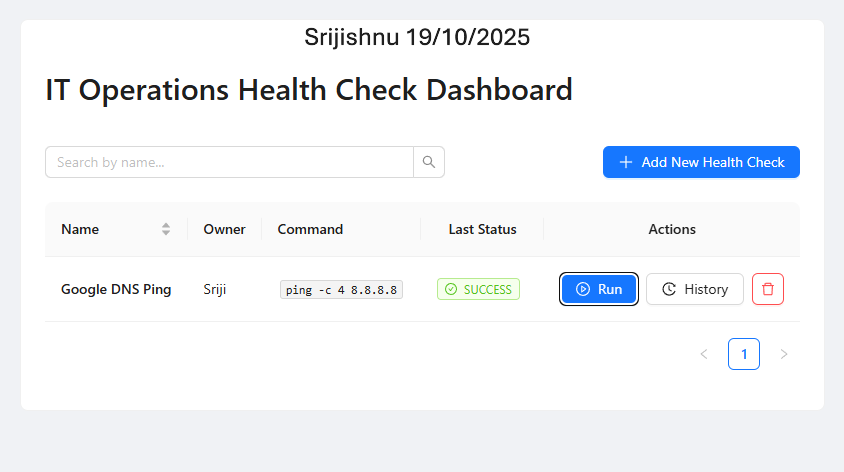 Srijishnu 19/10/2025
IT Operations Health Check Dashboard
Search by name...
Add New Health Check
Name Owner Command Last Status Actions
Google DNS Ping Sriji ping -c 4 8.8.8.8 SUCCESS Run History
1